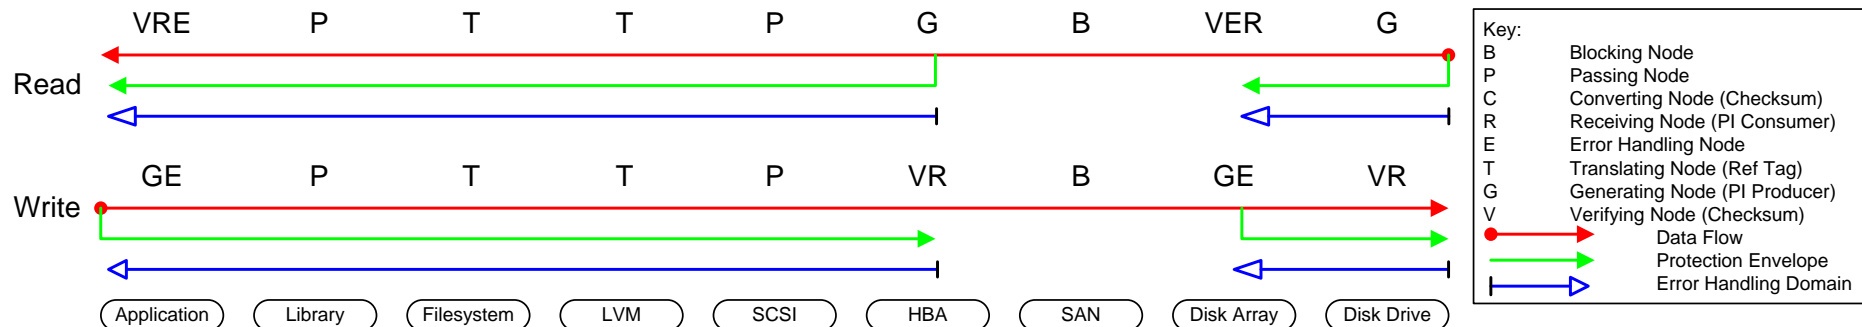 VRE P T T P G B VER G
Read
GE P T T P VR B GE VR
Write
Application Library Filesystem LVM SCSI HBA SAN Disk Array Disk Drive
Key:
B Blocking Node
P Passing Node
C Converting Node (Checksum)
R Receiving Node (PI Consumer)
E Error Handling Node
T Translating Node (Ref Tag)
G Generating Node (PI Producer)
V Verifying Node (Checksum)
Data Flow
Protection Envelope
Error Handling Domain